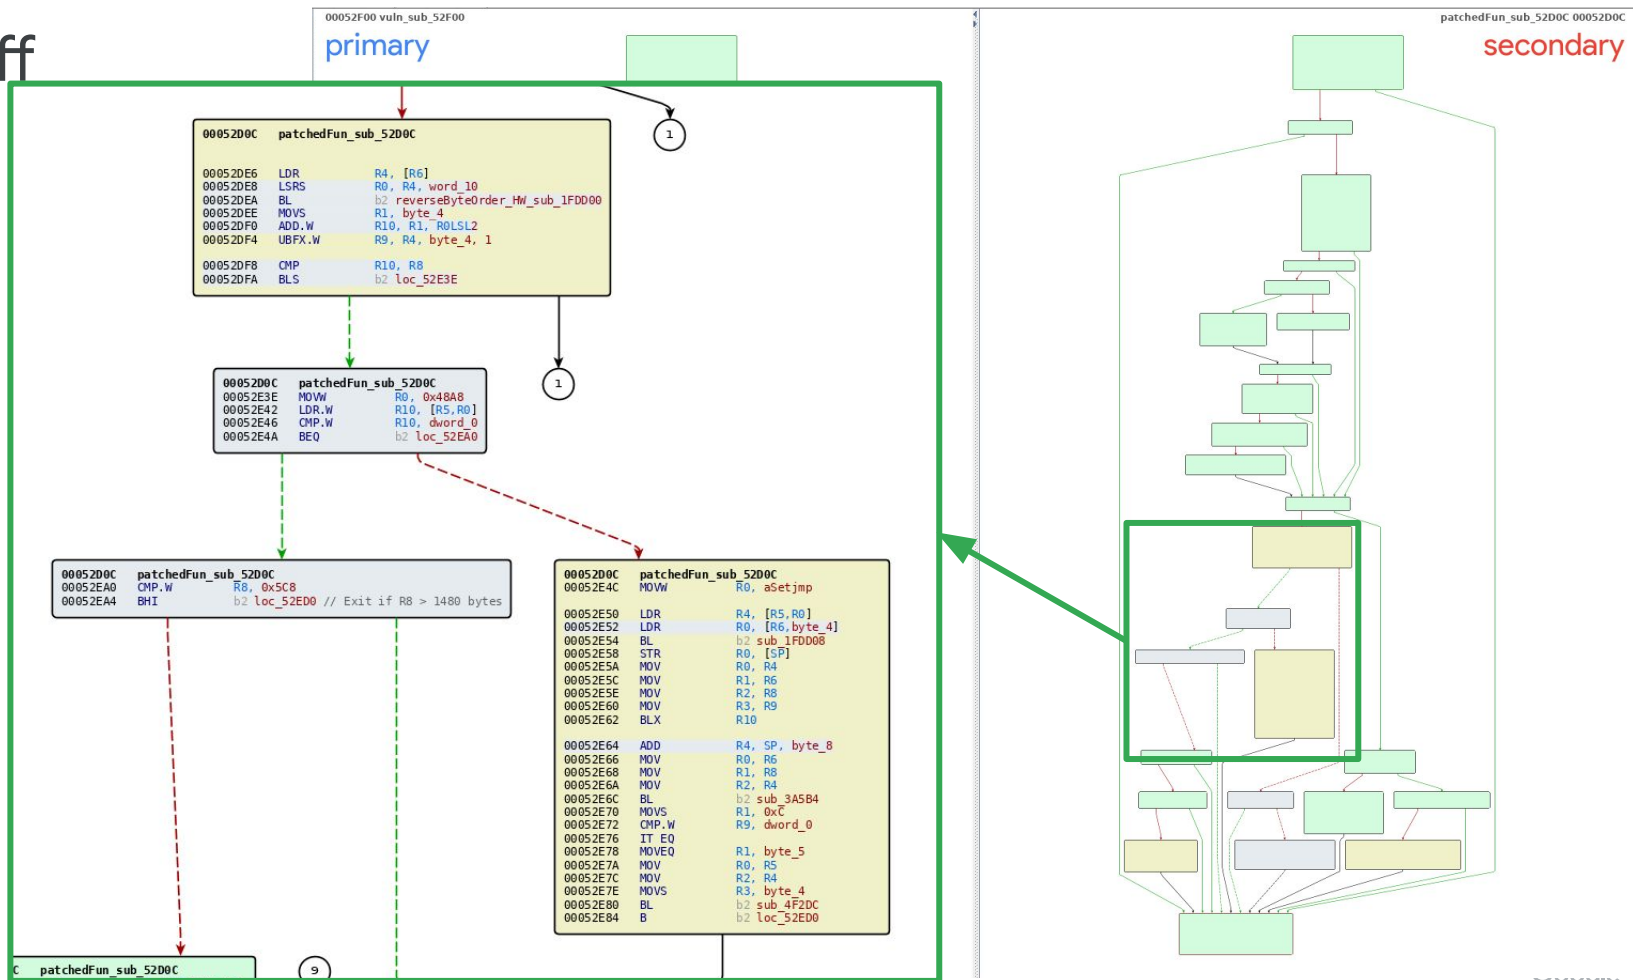 00052F00 vuln_sub_52F00
patchedFun_sub_52D0C 00052D0C
ff
primary
secondary
1
00052D0C patchedFun_sub_52D0C
00052DE6 LDR R4, [R6]
00052DE8 LSRS R0, R4, word_10
00052DEA BL b2 reverseByteOrder_HW_sub_1FDD00
00052DEE MOVS R1, byte_4
00052DF0 ADD.W R10, R1, R0LSL2
00052DF4 UBFX.W R9, R4, byte_4, 1
00052DF8 CMP R10, R8
00052DFA BLS b2 loc_52E3E
1
00052D0C patchedFun_sub_52D0C
00052E3E MOVW R0, 0x48A8
00052E42 LDR.W R10, [R5,R0]
00052E46 CMP.W R10, dword_0
00052E4A BEQ b2 loc_52EA0
00052D0C patchedFun_sub_52D0C
00052EA0 CMP.W R8, 0x5C8
00052EA4 BHI b2 loc_52ED0 // Exit if R8 > 1480 bytes
00052D0C patchedFun_sub_52D0C
00052E4C MOVW R0, aSetjmp
00052E50 LDR R4, [R5,R0]
00052E52 LDR R0, [R6,byte_4]
00052E54 BL b2 sub_1FDD08
00052E58 STR R0, [SP]
00052E5A MOV R0, R4
00052E5C MOV R1, R6
00052E5E MOV R2, R8
00052E60 MOV R3, R9
00052E62 BLX R10
00052E64 ADD R4, SP, byte_8
00052E66 MOV R0, R6
00052E68 MOV R1, R8
00052E6A MOV R2, R4
00052E6C BL b2 sub_3A5B4
00052E70 MOVS R1, 0xC
00052E72 CMP.W R9, dword_0
00052E76 IT EQ
00052E78 MOVEQ R1, byte_5
00052E7A MOV R0, R5
00052E7C MOV R2, R4
00052E7E MOVS R3, byte_4
00052E80 BL b2 sub_4F2DC
00052E84 B b2 loc_52ED0
C patchedFun_sub_52D0C
9